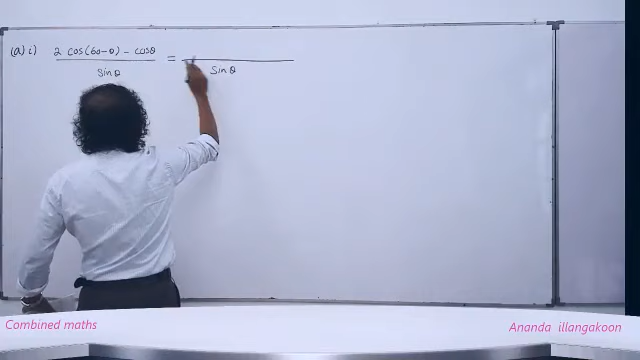 (a) i) 2 cos(60-θ) - cosθ / sinθ = / sinθ
Combined maths
Ananda illangakoon